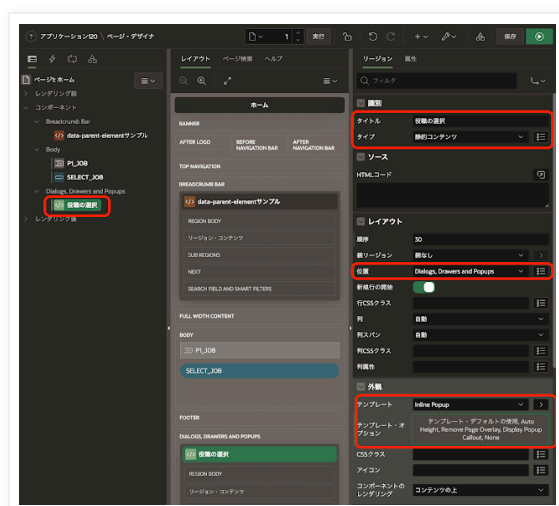 アプリケーション120 \ ページ・デザイナ
1
実行
保存
レイアウト ページ検索 ヘルプ
リージョン 属性
ページ1: ホーム
レンダリング前
コンポーネント
Breadcrumb Bar
data-parent-elementサンプル
Body
P1_JOB
SELECT_JOB
Dialogs, Drawers and Popups
役職の選択
レンダリング後
ホーム
BANNER
AFTER LOGO
BEFORE NAVIGATION BAR
AFTER NAVIGATION BAR
TOP NAVIGATION
BREADCRUMB BAR
data-parent-elementサンプル
REGION BODY
リージョン・コンテンツ
SUB REGIONS
NEXT
SEARCH FIELD AND SMART FILTERS
FULL WIDTH CONTENT
BODY
P1_JOB
SELECT_JOB
FOOTER
DIALOGS, DRAWERS AND POPUPS
役職の選択
REGION BODY
リージョン・コンテンツ
フィルタ
識別
タイトル 役職の選択
タイプ 静的コンテンツ
ソース
HTMLコード
レイアウト
順序 30
親リージョン 親なし
位置 Dialogs, Drawers and Popups
新規行の開始
行CSSクラス
列 自動
列スパン 自動
列CSSクラス
列属性
外観
テンプレート Inline Popup
テンプレート・オプション
テンプレート・デフォルトの使用, Auto
Height, Remove Page Overlay, Display Popup
Callout, None
CSSクラス
アイコン
コンポーネントの
レンダリング コンテンツの上